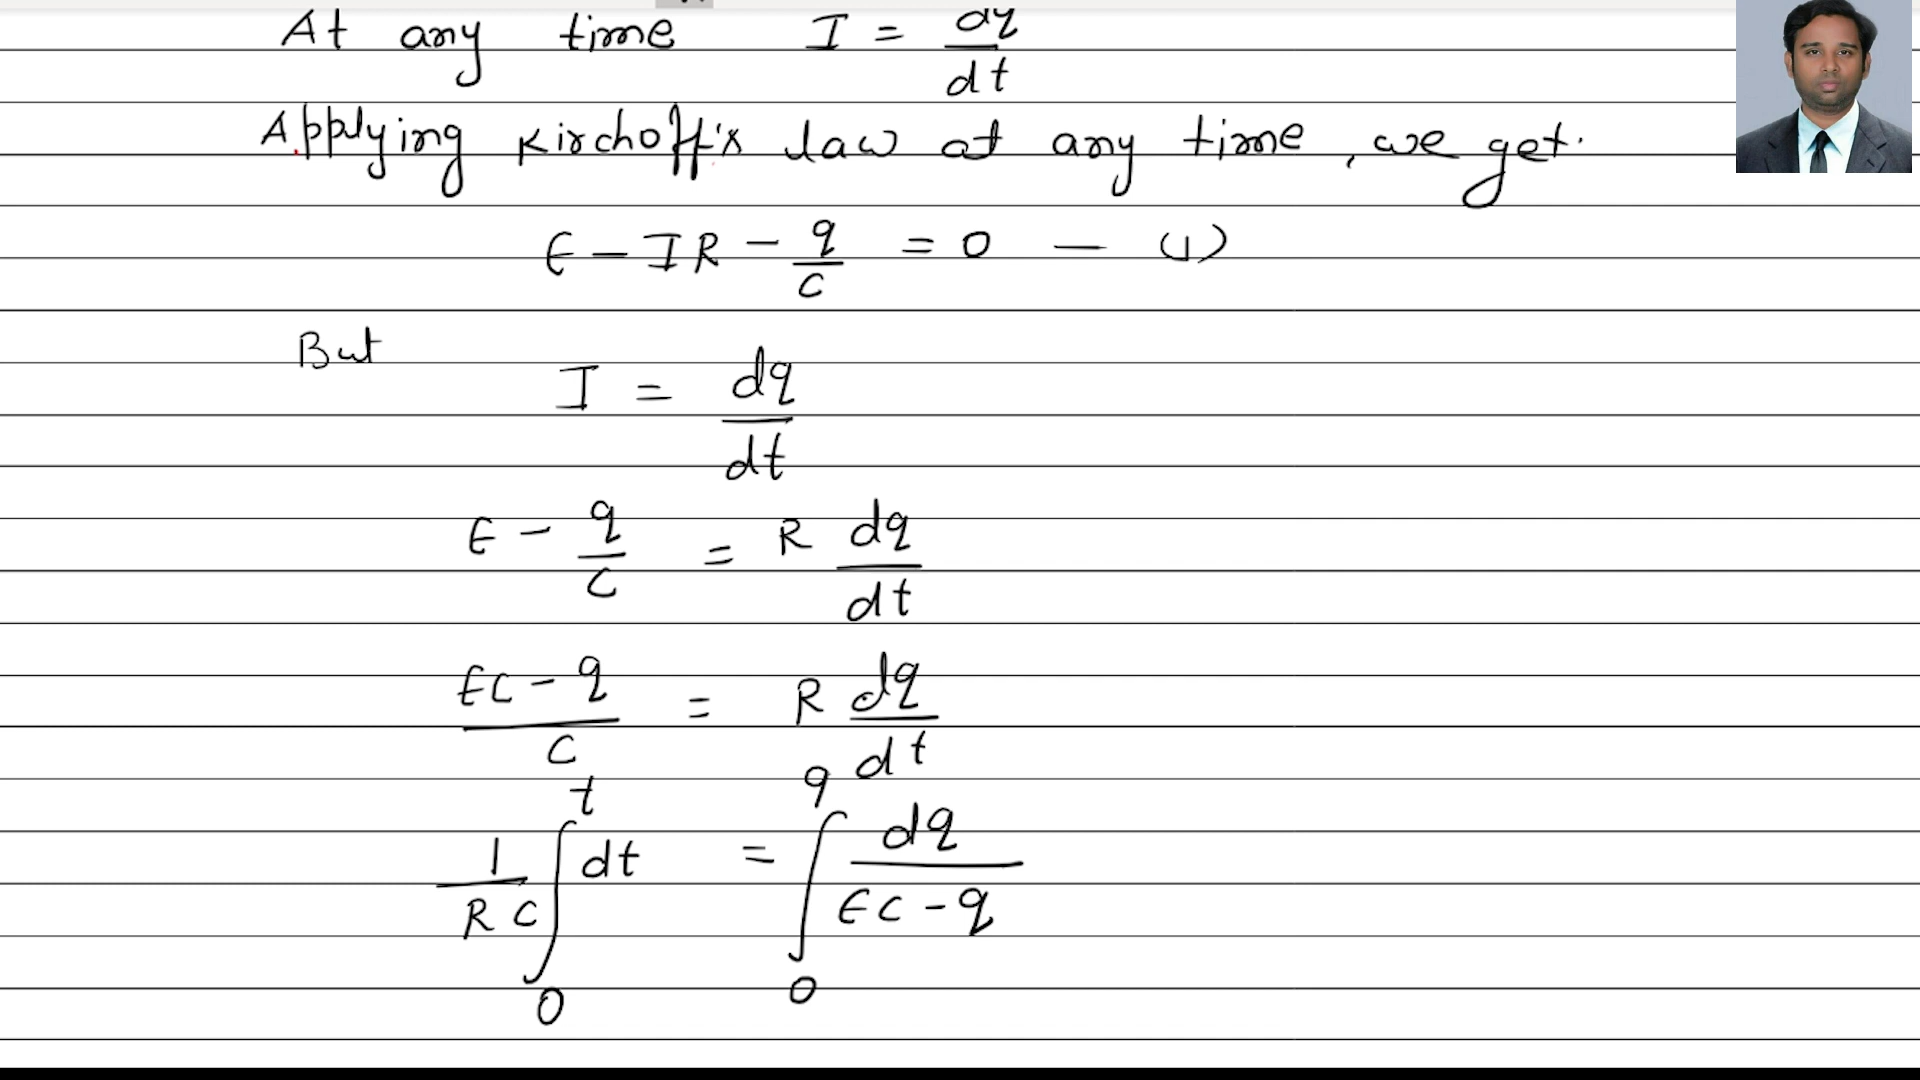 At any time I = dq/dt
Applying Kirchoff's law at any time, we get.
E - IR - q/C = 0 — (1)
But
I = dq/dt
E - q/C = R dq/dt
EC - q/C = R dq/dt
1/RC ∫₀ᵗ dt = ∫₀^q dq/EC - q